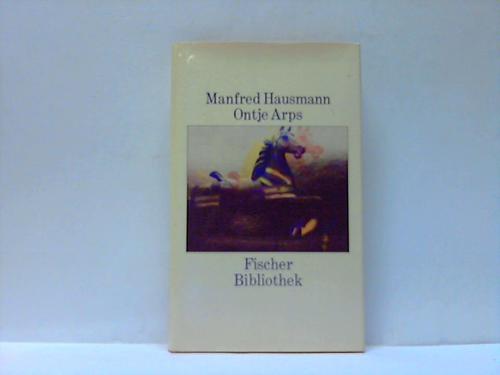 Manfred Hausmann
Ontje Arps
Fischer
Bibliothek